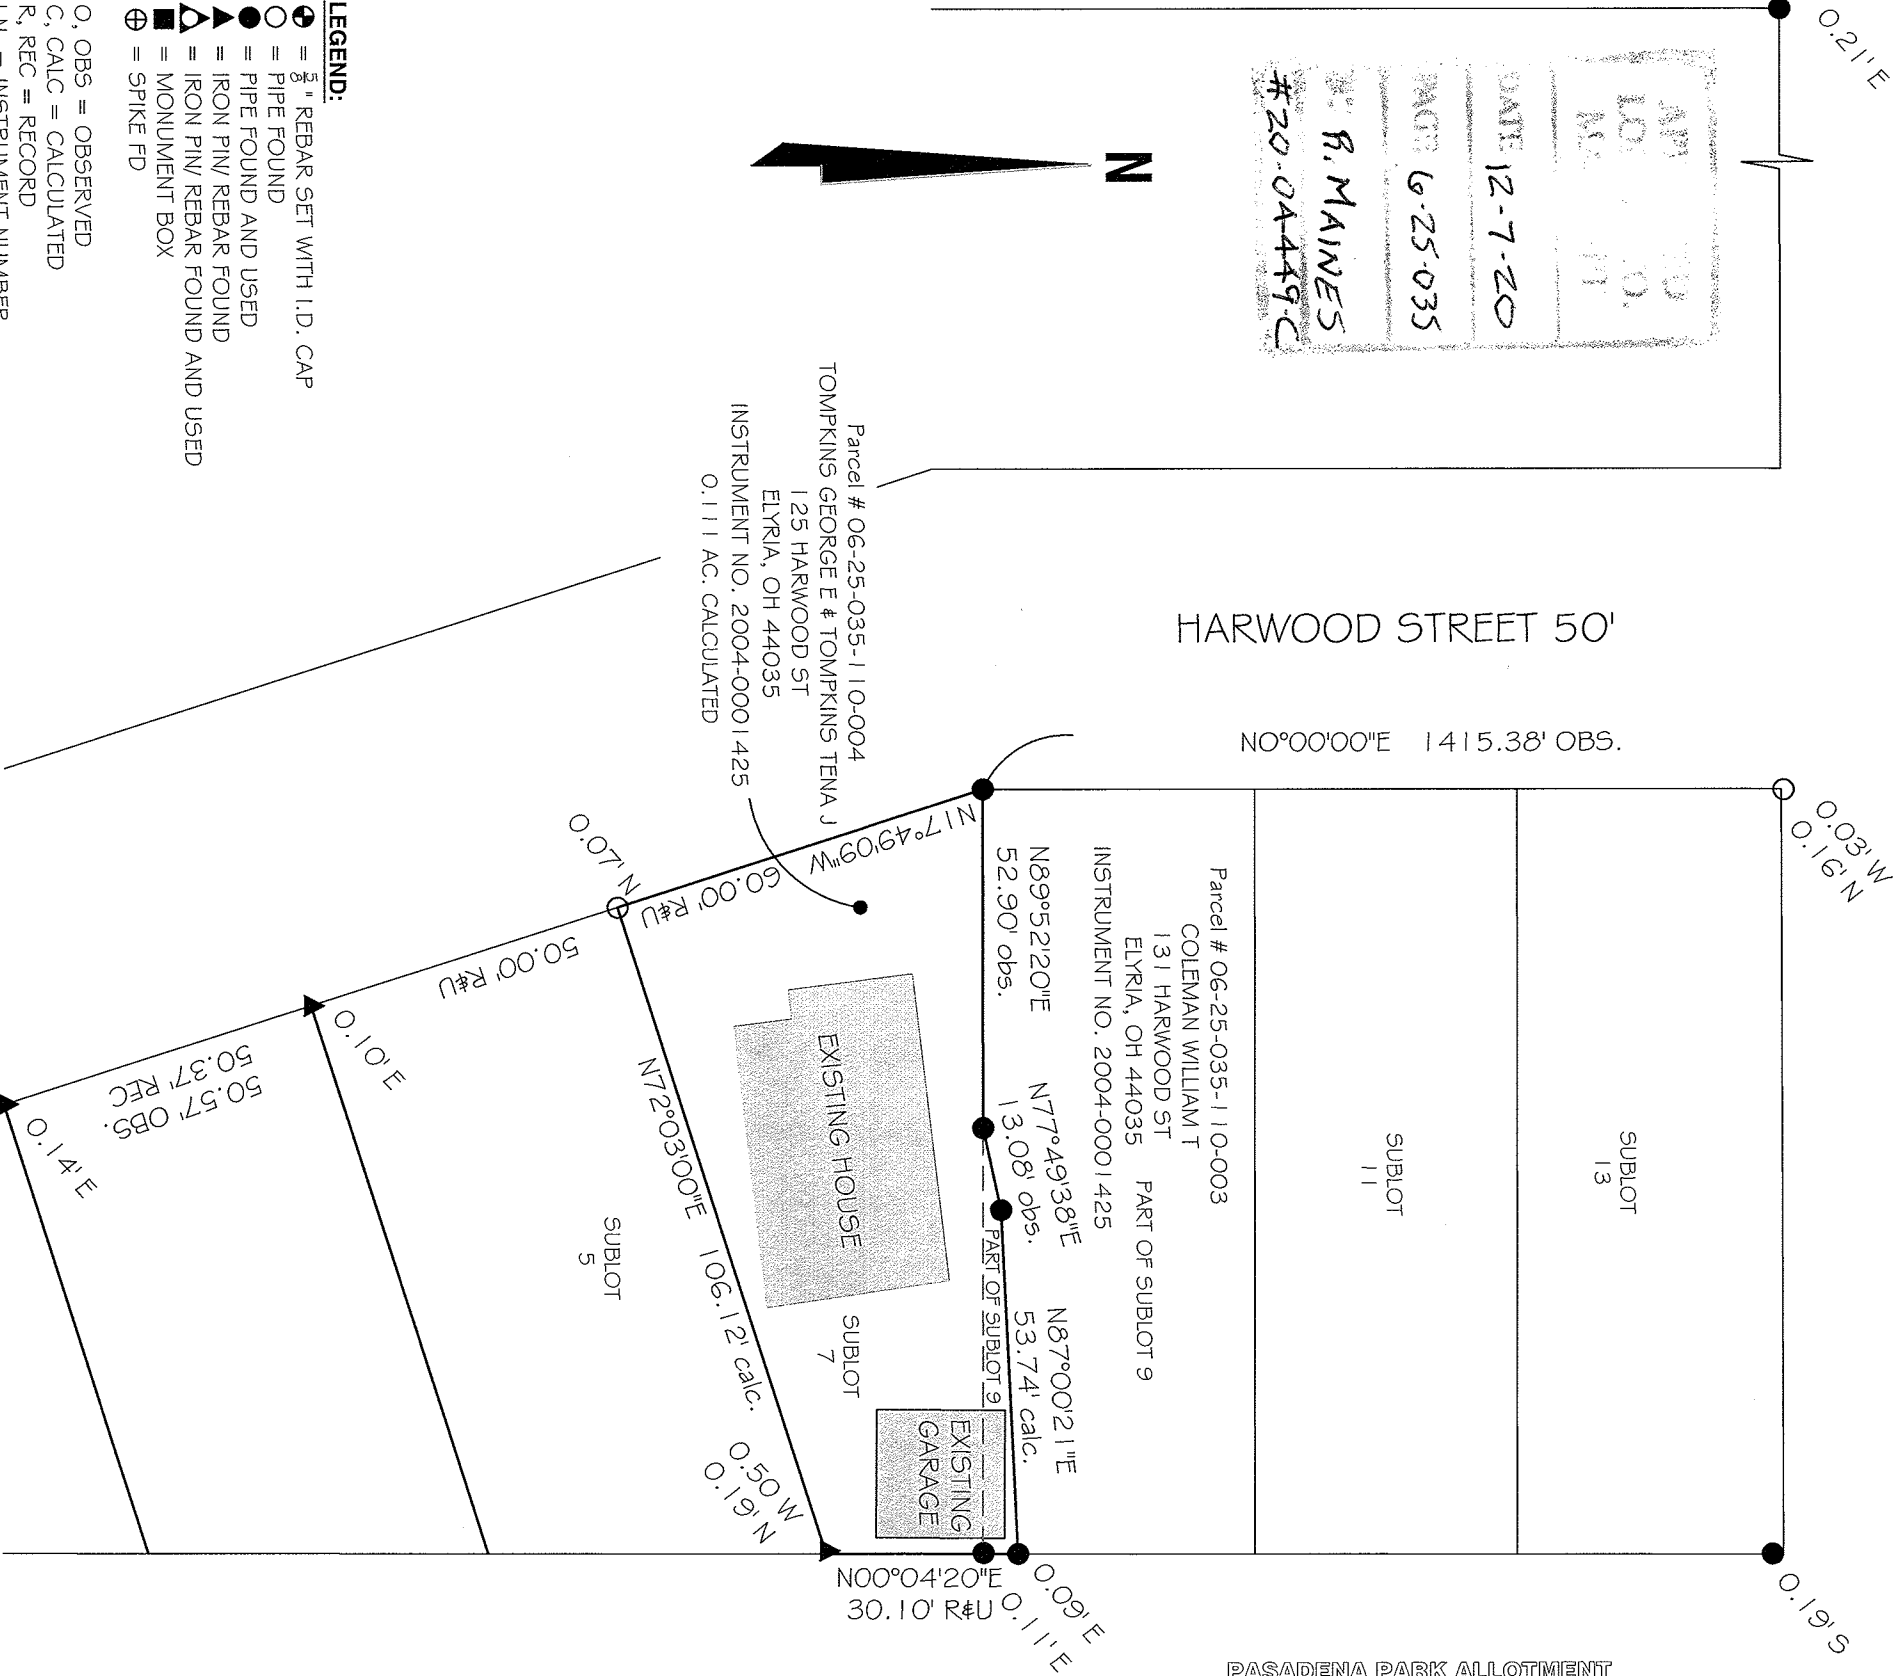 LEGEND:
= 5/8" REBAR SET WITH I.D. CAP
= PIPE FOUND
= PIPE FOUND AND USED
= IRON PIN/ REBAR FOUND
= IRON PIN/ REBAR FOUND AND USED
= MONUMENT BOX
= SPIKE FD
O, OBS = OBSERVED
C, CALC = CALCULATED
R, REC = RECORD
I.N. = INSTRUMENT NUMBER
0.21' E
DATE 12-7-20
PAGE 6-25-035
R. MAINES
#20-0A449-C
N
Parcel # 06-25-035-110-004
TOMPKINS GEORGE E & TOMPKINS TENA J
125 HARWOOD ST
ELYRIA, OH 44035
INSTRUMENT NO. 2004-0001425
0.111 AC. CALCULATED
HARWOOD STREET 50'
N0°00'00"E 1415.38' OBS.
0.03' W
0.16' N
SUBLOT
13
SUBLOT
11
Parcel # 06-25-035-110-003
COLEMAN WILLIAM T
131 HARWOOD ST
ELYRIA, OH 44035
INSTRUMENT NO. 2004-0001425
PART OF SUBLOT 9
N89°52'20"E
52.90' obs.
N77°49'38"E
13.08' obs.
N87°00'21"E
53.74' calc.
PART OF SUBLOT 9
N17°49'09"W
60.00' R&U
0.07' N
EXISTING HOUSE
SUBLOT
7
EXISTING
GARAGE
N72°03'00"E 106.12' calc.
0.50 W
0.19' N
50.00' R&U
0.10' E
SUBLOT
5
50.57' OBS.
50.37' REC
0.14' E
N00°04'20"E
30.10' R&U
0.09' E
0.11' E
0.19' S
PASADENA PARK ALLOTMENT